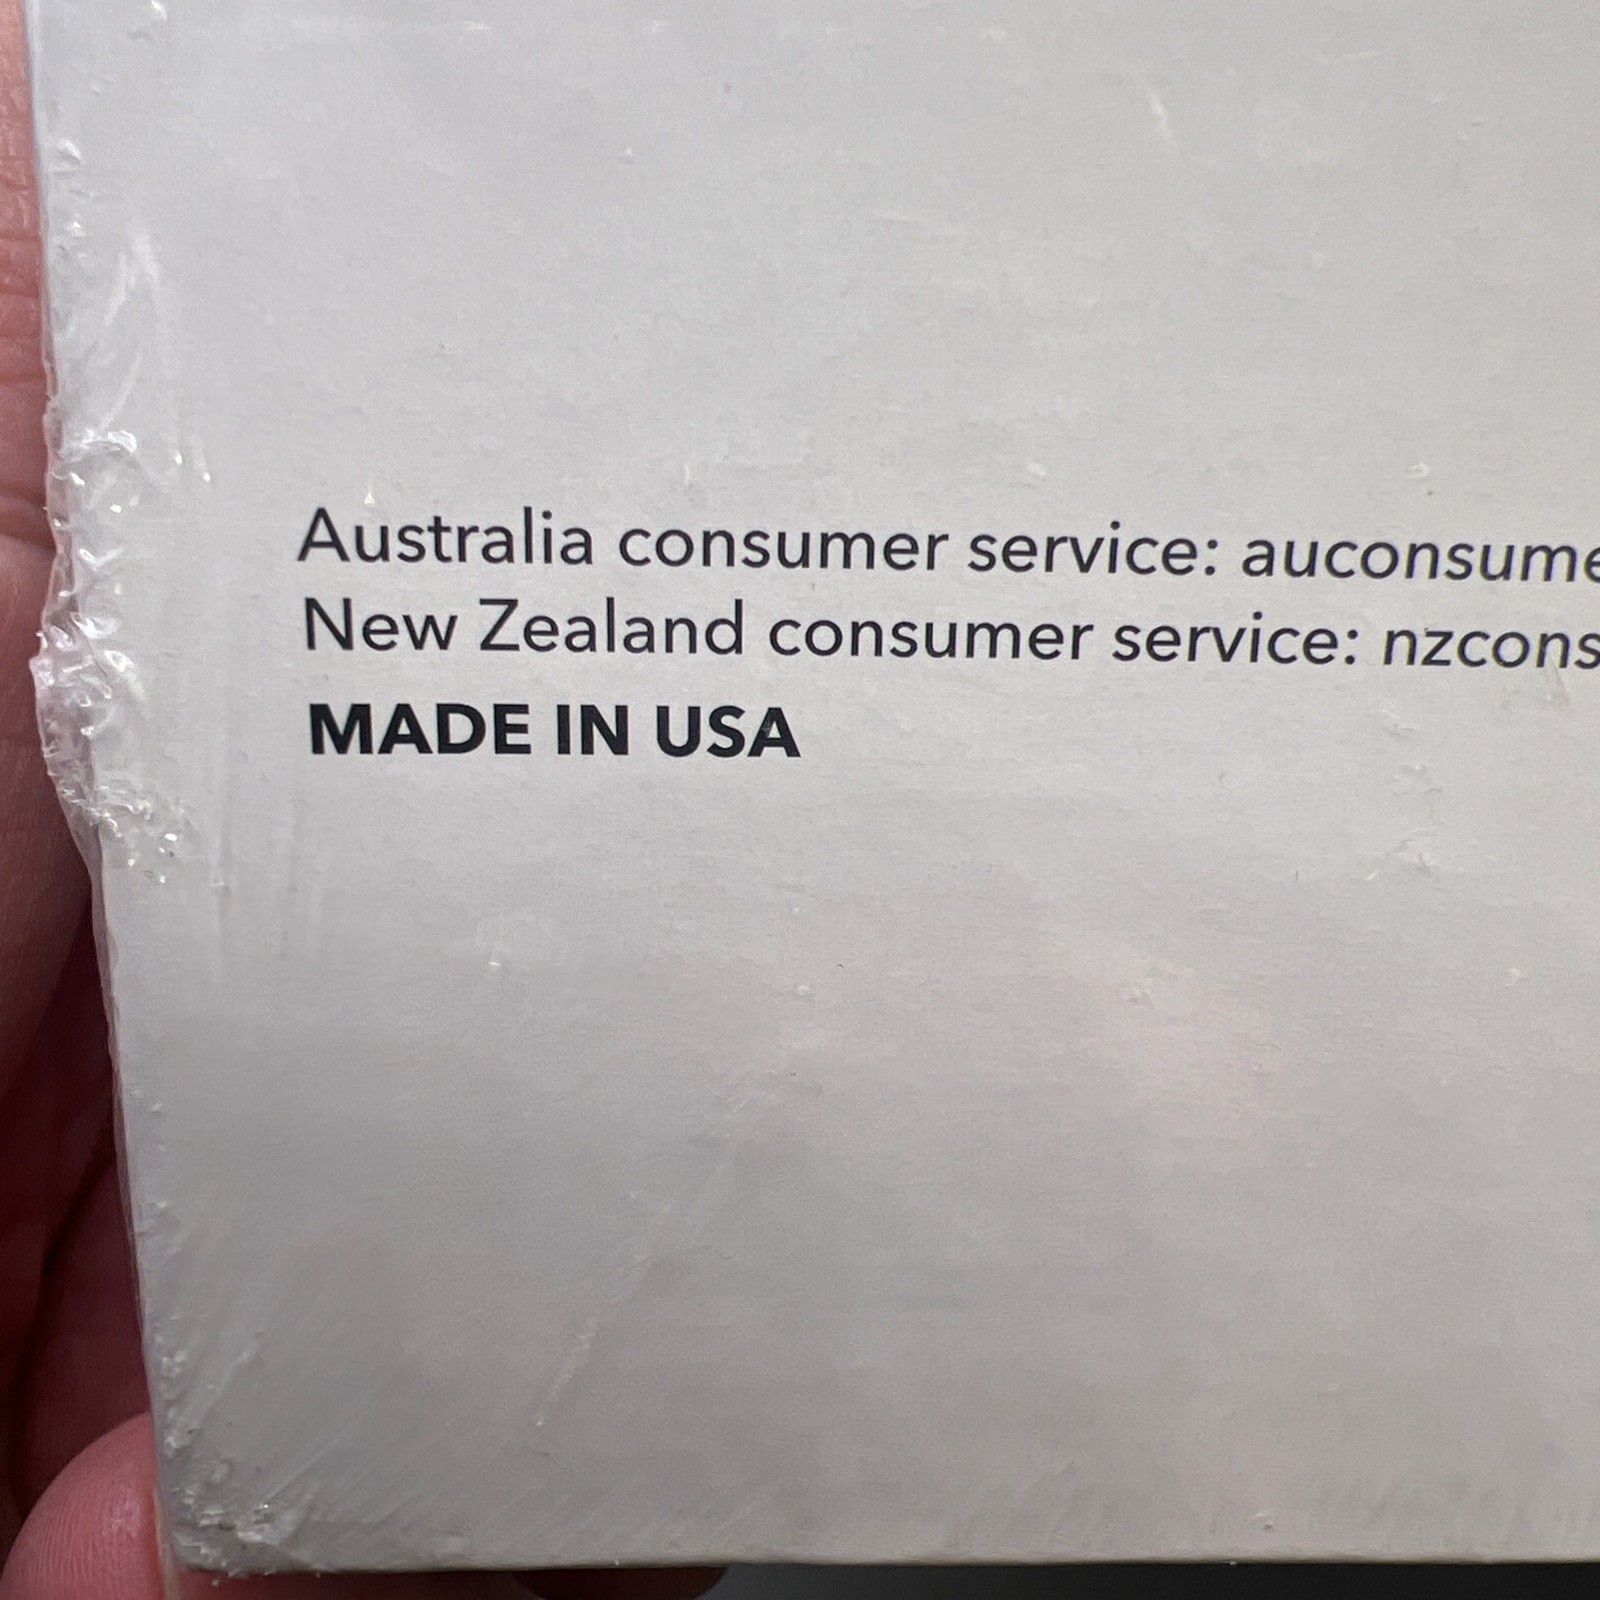 Australia consumer service: auconsume
New Zealand consumer service: nzcons
MADE IN USA